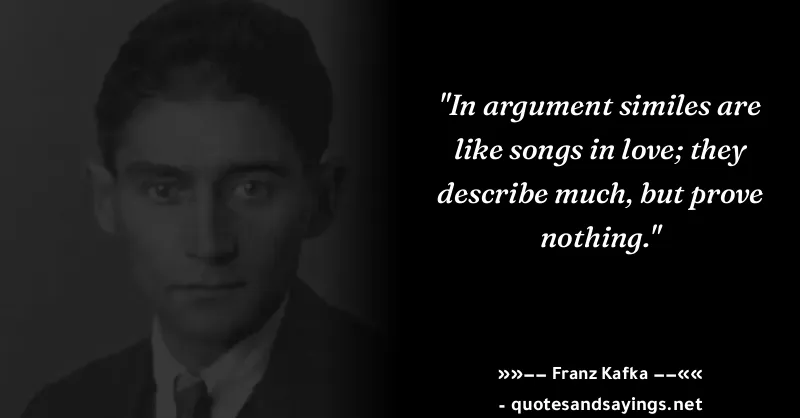 "In argument similes are
like songs in love; they
describe much, but prove
nothing."
»»−− Franz Kafka −−««
- quotesandsayings.net